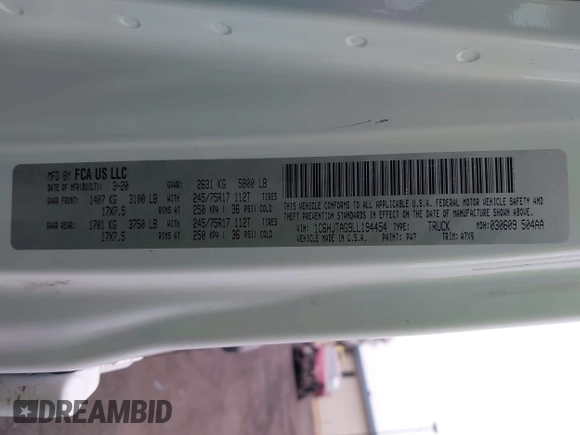 MFD BY FCA US LLC
DATE OF MFR(BUILT): 3-20 GVWR: 2631 KG 5800 LB
GAWR FRONT: 1407 KG 3100 LB WITH 245/75R17 112T TIRES
17X7.5 RIMS AT 250 KPA ( 36 PSI) COLD
GAWR REAR: 1701 KG 3750 LB WITH 245/75R17 112T TIRES
17X7.5 RIMS AT 250 KPA ( 36 PSI) COLD
THIS VEHICLE CONFORMS TO ALL APPLICABLE U.S.A. FEDERAL MOTOR VEHICLE SAFETY AND
THEFT PREVENTION STANDARDS IN EFFECT ON THE DATE OF MANUFACTURE SHOWN ABOVE.
VIN: 1C6HJTAG9LL194454 TYPE: TRUCK MDH: 030609 504AA
VEHICLE MADE IN U.S.A. PAINT: PW7 TRIM: A7X9
DREAMBID